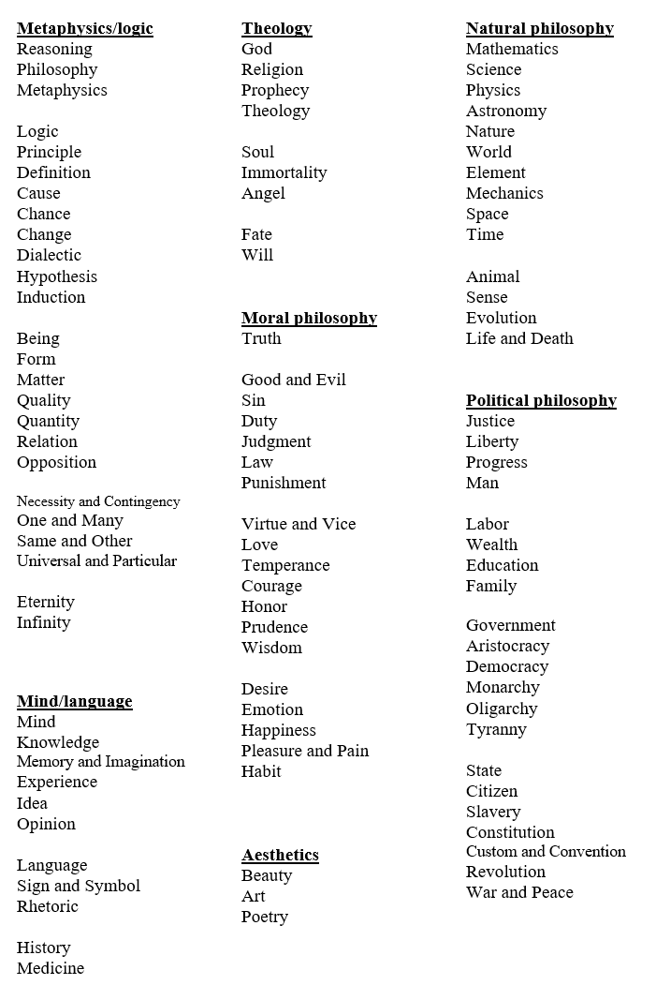 Metaphysics/logic
Reasoning
Philosophy
Metaphysics
Logic
Principle
Definition
Cause
Chance
Change
Dialectic
Hypothesis
Induction
Being
Form
Matter
Quality
Quantity
Relation
Opposition
Necessity and Contingency
One and Many
Same and Other
Universal and Particular
Eternity
Infinity
Mind/language
Mind
Knowledge
Memory and Imagination
Experience
Idea
Opinion
Language
Sign and Symbol
Rhetoric
History
Medicine
Theology
God
Religion
Prophecy
Theology
Soul
Immortality
Angel
Fate
Will
Moral philosophy
Truth
Good and Evil
Sin
Duty
Judgment
Law
Punishment
Virtue and Vice
Love
Temperance
Courage
Honor
Prudence
Wisdom
Desire
Emotion
Happiness
Pleasure and Pain
Habit
Aesthetics
Beauty
Art
Poetry
Natural philosophy
Mathematics
Science
Physics
Astronomy
Nature
World
Element
Mechanics
Space
Time
Animal
Sense
Evolution
Life and Death
Political philosophy
Justice
Liberty
Progress
Man
Labor
Wealth
Education
Family
Government
Aristocracy
Democracy
Monarchy
Oligarchy
Tyranny
State
Citizen
Slavery
Constitution
Custom and Convention
Revolution
War and Peace